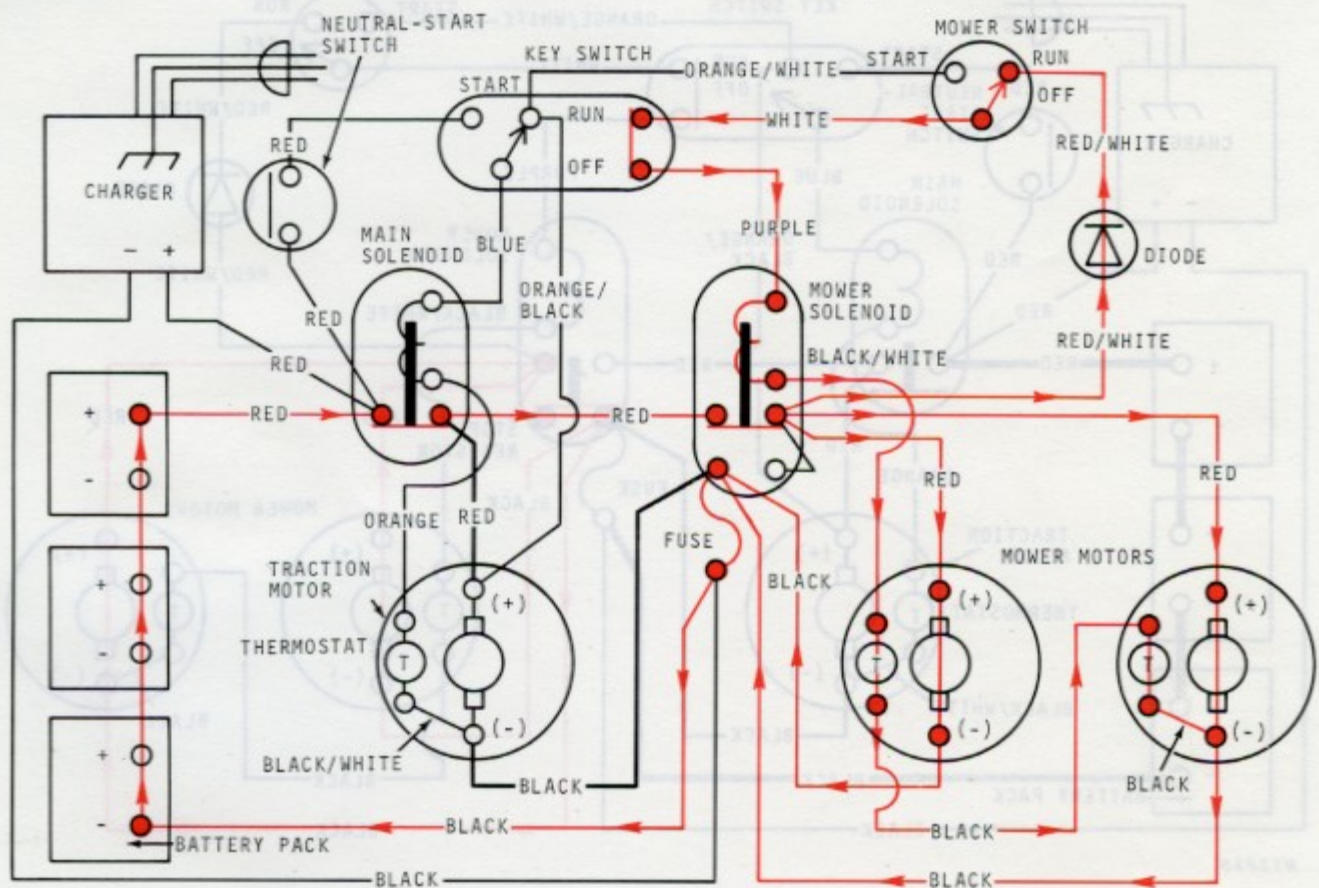 NEUTRAL-START
SWITCH
KEY SWITCH
MOWER SWITCH
START
ORANGE/WHITE
START
RUN
OFF
RUN
WHITE
RED
OFF
RED/WHITE
CHARGER
- +
MAIN
SOLENOID
BLUE
PURPLE
DIODE
ORANGE/
BLACK
MOWER
SOLENOID
RED
RED/WHITE
BLACK/WHITE
RED
+
RED
RED
-
RED
RED
ORANGE
RED
FUSE
MOWER MOTORS
+
TRACTION
MOTOR
BLACK
(+)
(+)
(+)
THERMOSTAT
-
T
T
T
(-)
(-)
(-)
+
BLACK/WHITE
BLACK
BLACK
-
BLACK
BLACK
BATTERY PACK
BLACK
BLACK